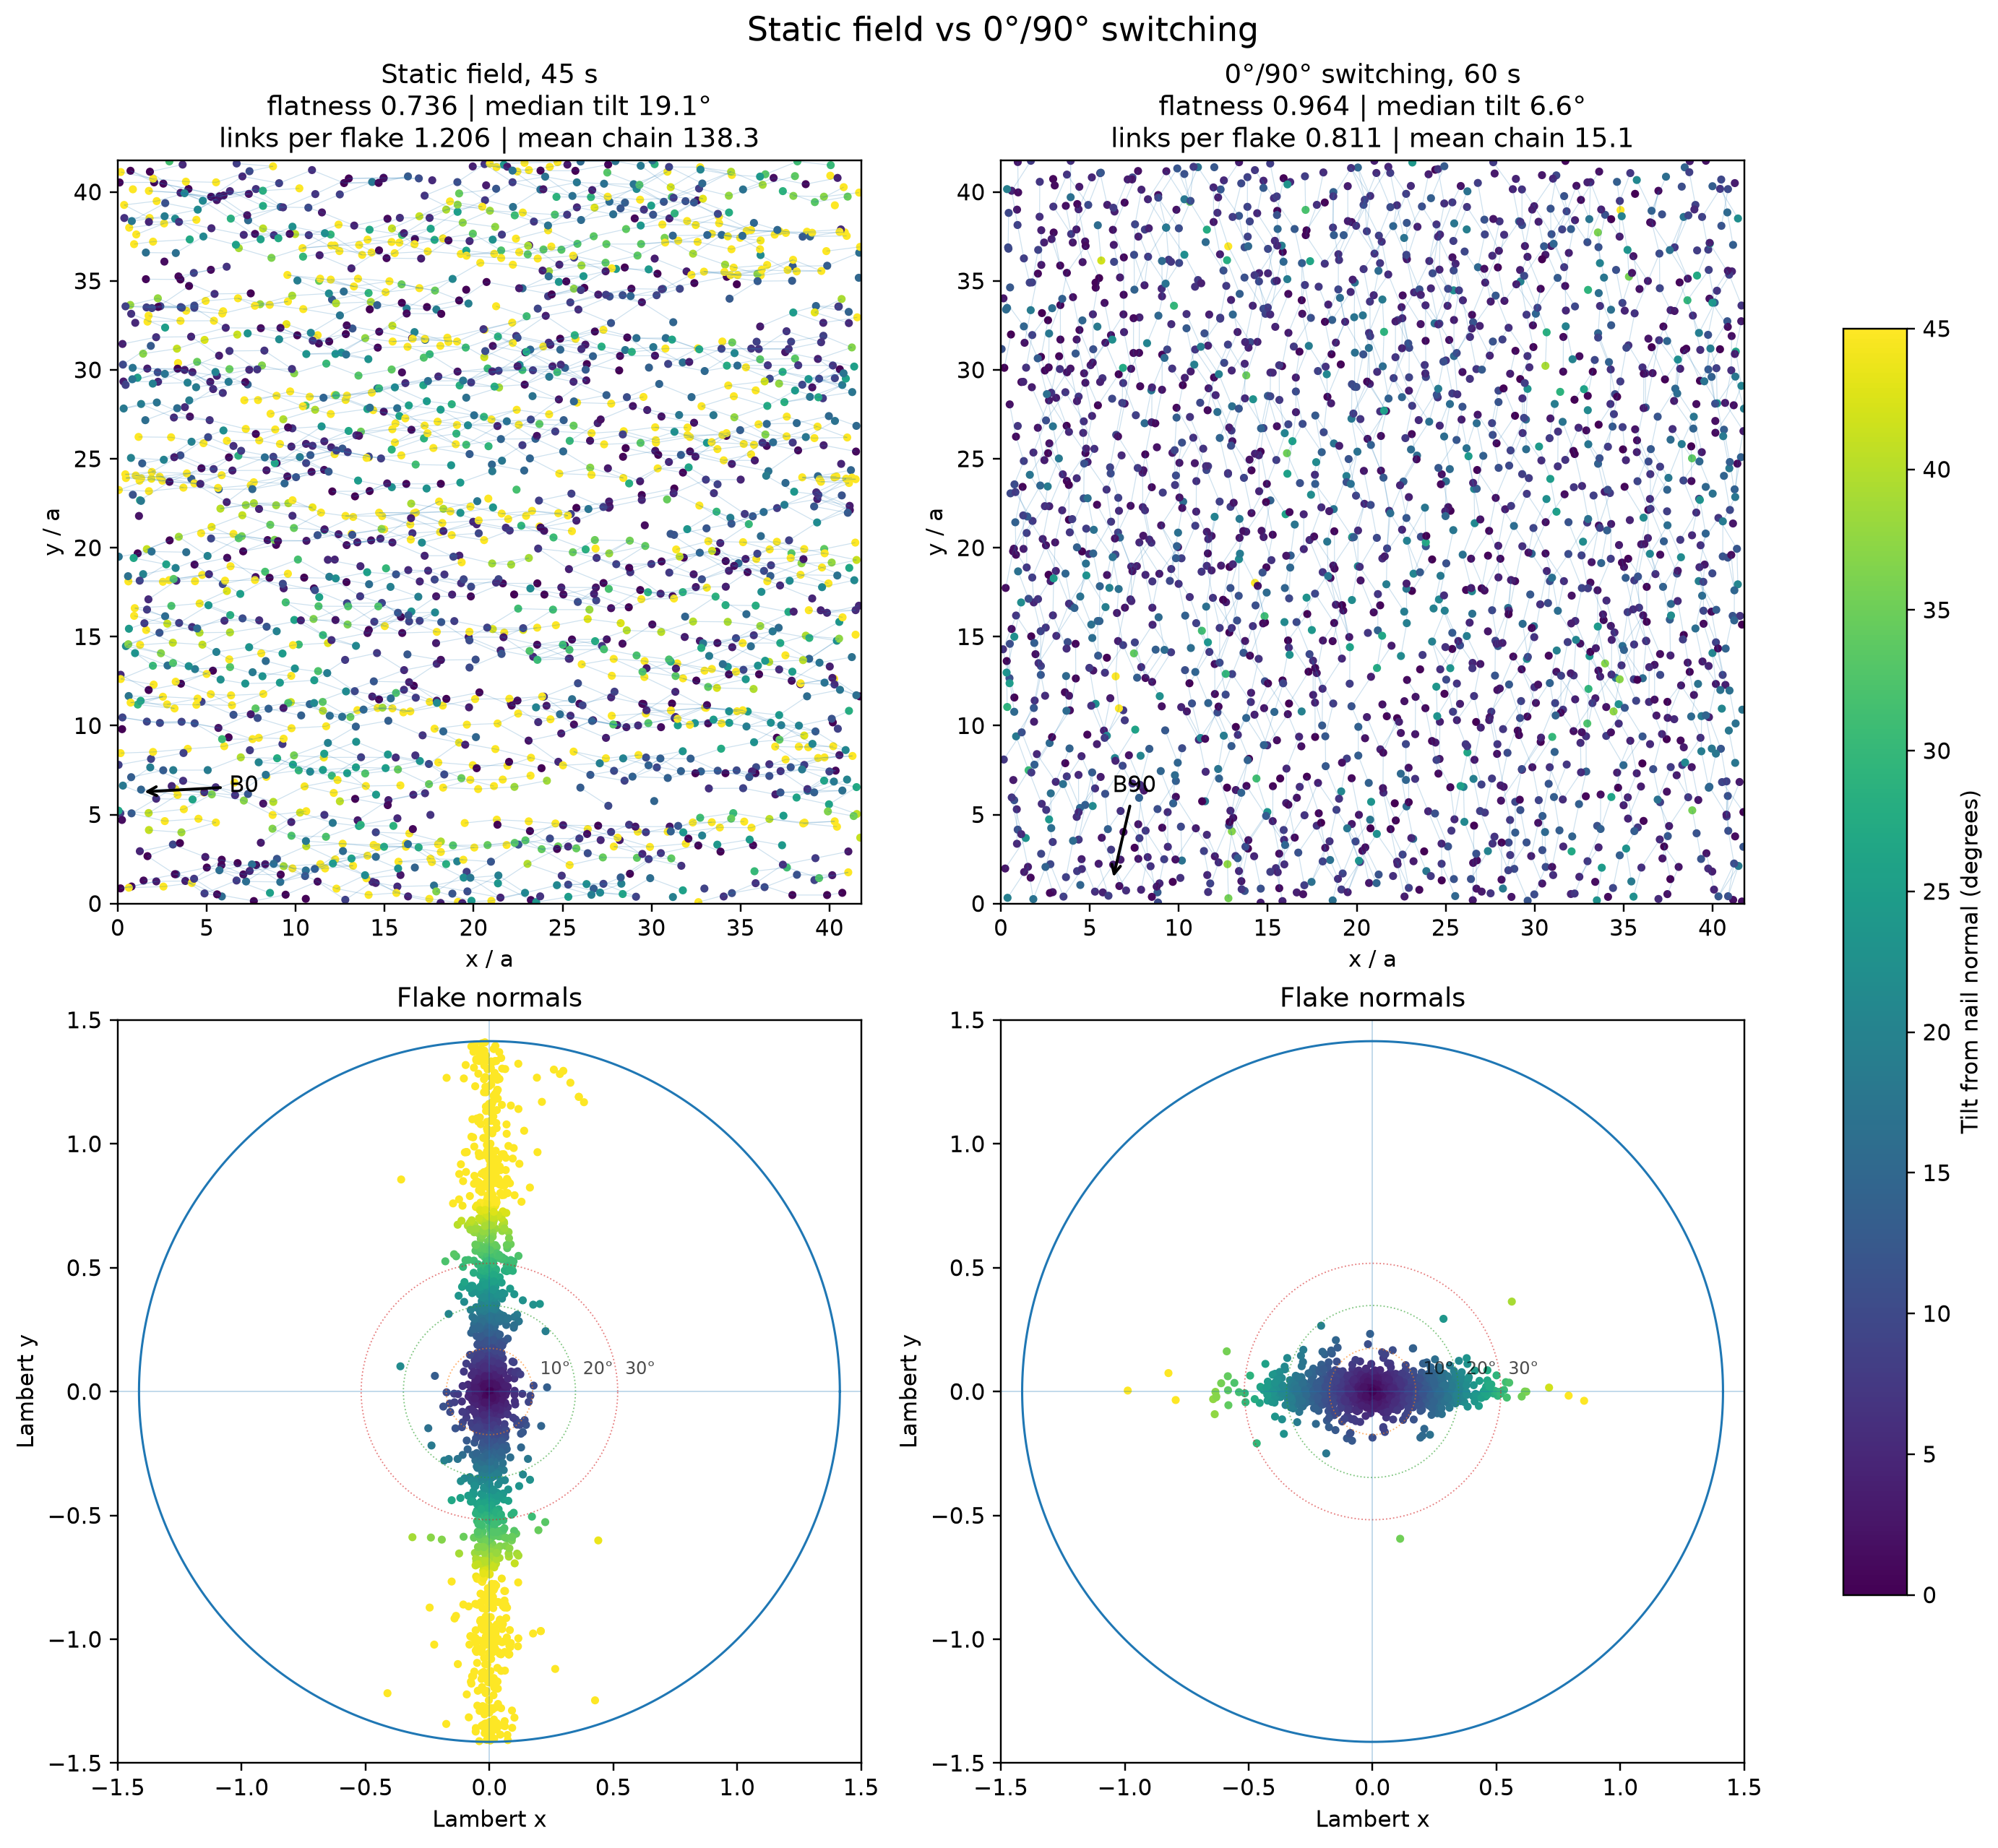 Static field vs 0°/90° switching
Static field, 45 s
flatness 0.736 | median tilt 19.1°
links per flake 1.206 | mean chain 138.3
40
35
30
25
20
15
10
5
0
y / a
B0
0 5 10 15 20 25 30 35 40
x / a
0°/90° switching, 60 s
flatness 0.964 | median tilt 6.6°
links per flake 0.811 | mean chain 15.1
40
35
30
25
20
15
10
5
0
y / a
B90
0 5 10 15 20 25 30 35 40
x / a
Flake normals
1.5
1.0
0.5
0.0
−0.5
−1.0
−1.5
Lambert y
10° 20° 30°
−1.5 −1.0 −0.5 0.0 0.5 1.0 1.5
Lambert x
Flake normals
1.5
1.0
0.5
0.0
−0.5
−1.0
−1.5
Lambert y
10° 20° 30°
−1.5 −1.0 −0.5 0.0 0.5 1.0 1.5
Lambert x
45
40
35
30
25
20
15
10
5
0
Tilt from nail normal (degrees)